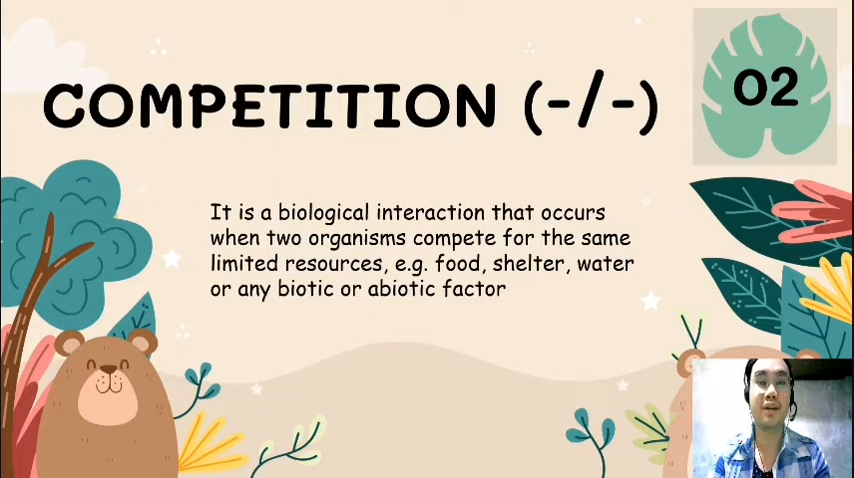 COMPETITION (-/-)
02
It is a biological interaction that occurs
when two organisms compete for the same
limited resources, e.g. food, shelter, water
or any biotic or abiotic factor